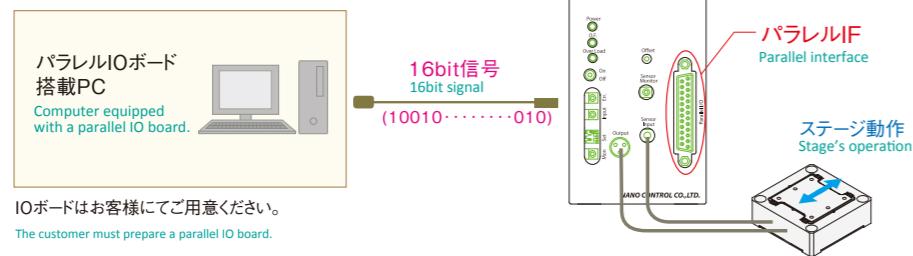 パラレルIOボード
搭載PC
Computer equipped
with a parallel IO board.
IOボードはお客様にてご用意ください。
The customer must prepare a parallel IO board.
16bit信号
16bit signal
(10010········010)
Power
Over Load
On
Off
Input
Set
Mon
Output
Offset
Sensor
Monitor
Sensor
Input
NANO CONTROL CO.,LTD.
パラレルIF
Parallel interface
ステージ動作
Stage's operation